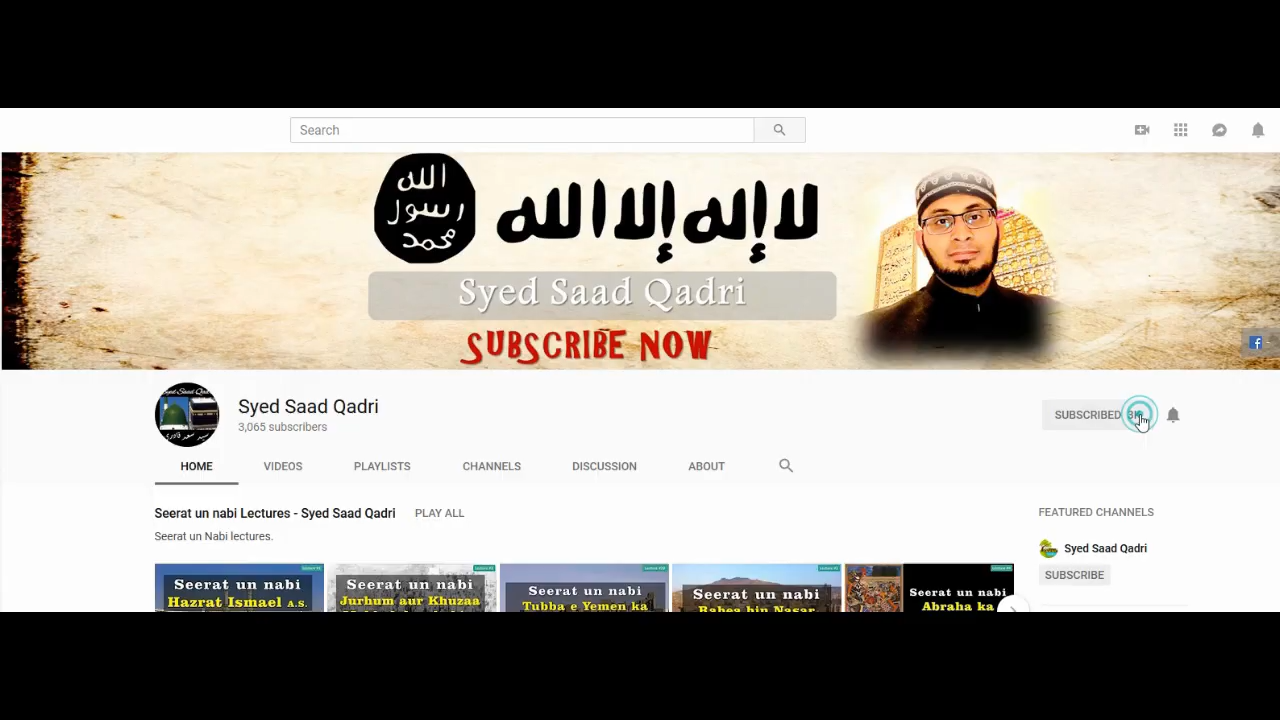 Search
الله
رسول
محمد
لا إله إلا الله
Syed Saad Qadri
SUBSCRIBE NOW
Syed Saad Qadri
3,065 subscribers
SUBSCRIBED
HOME VIDEOS PLAYLISTS CHANNELS DISCUSSION ABOUT
Seerat un nabi Lectures - Syed Saad Qadri PLAY ALL
Seerat un Nabi lectures.
FEATURED CHANNELS
Syed Saad Qadri
SUBSCRIBE
Seerat un nabi
Hazrat Ismael A.S.
Seerat un nabi
Jurhum aur Khuzaa
Seerat un nabi
Tubba e Yemen ka
Seerat un nabi
Rabea bin Nasar
Seerat un nabi
Abraha ka